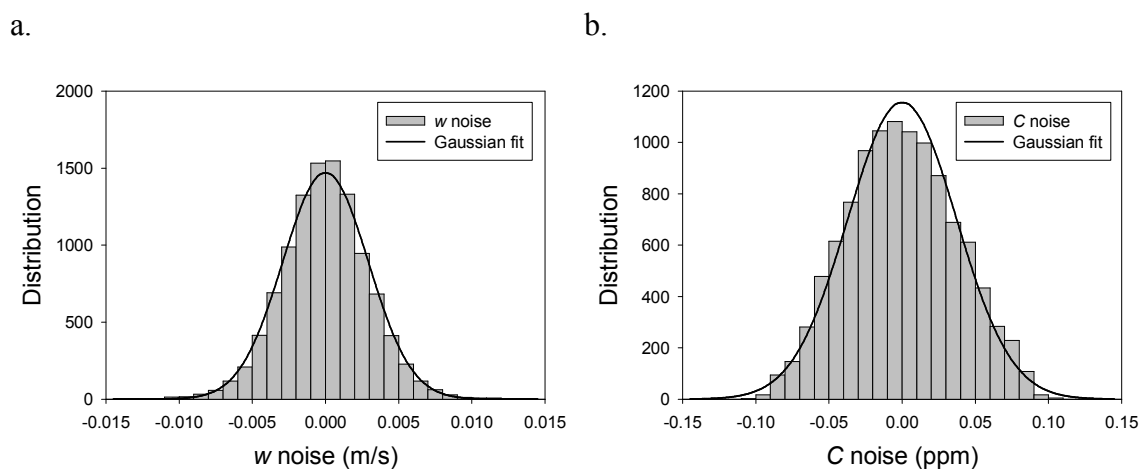 a.
2000
1500
1000
500
0
Distribution
w noise
Gaussian fit
-0.015 -0.010 -0.005 0.000 0.005 0.010 0.015
w noise (m/s)
b.
1200
1000
800
600
400
200
0
Distribution
C noise
Gaussian fit
-0.15 -0.10 -0.05 0.00 0.05 0.10 0.15
C noise (ppm)